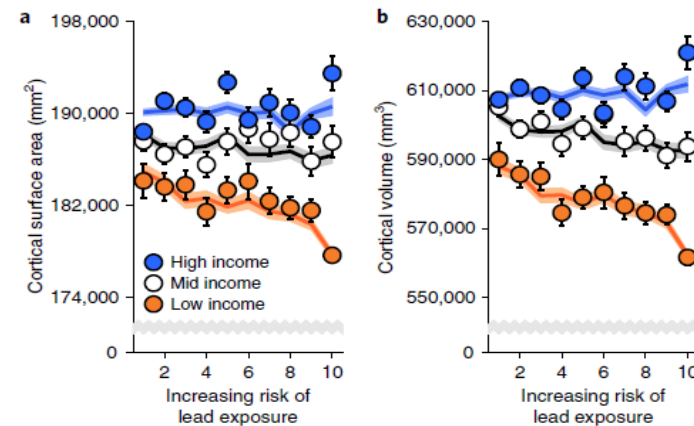 a
198,000
190,000
182,000
174,000
0
Cortical surface area (mm²)
High income
Mid income
Low income
2 4 6 8 10
Increasing risk of
lead exposure
b
630,000
610,000
590,000
570,000
550,000
0
Cortical volume (mm³)
2 4 6 8 10
Increasing risk of
lead exposure